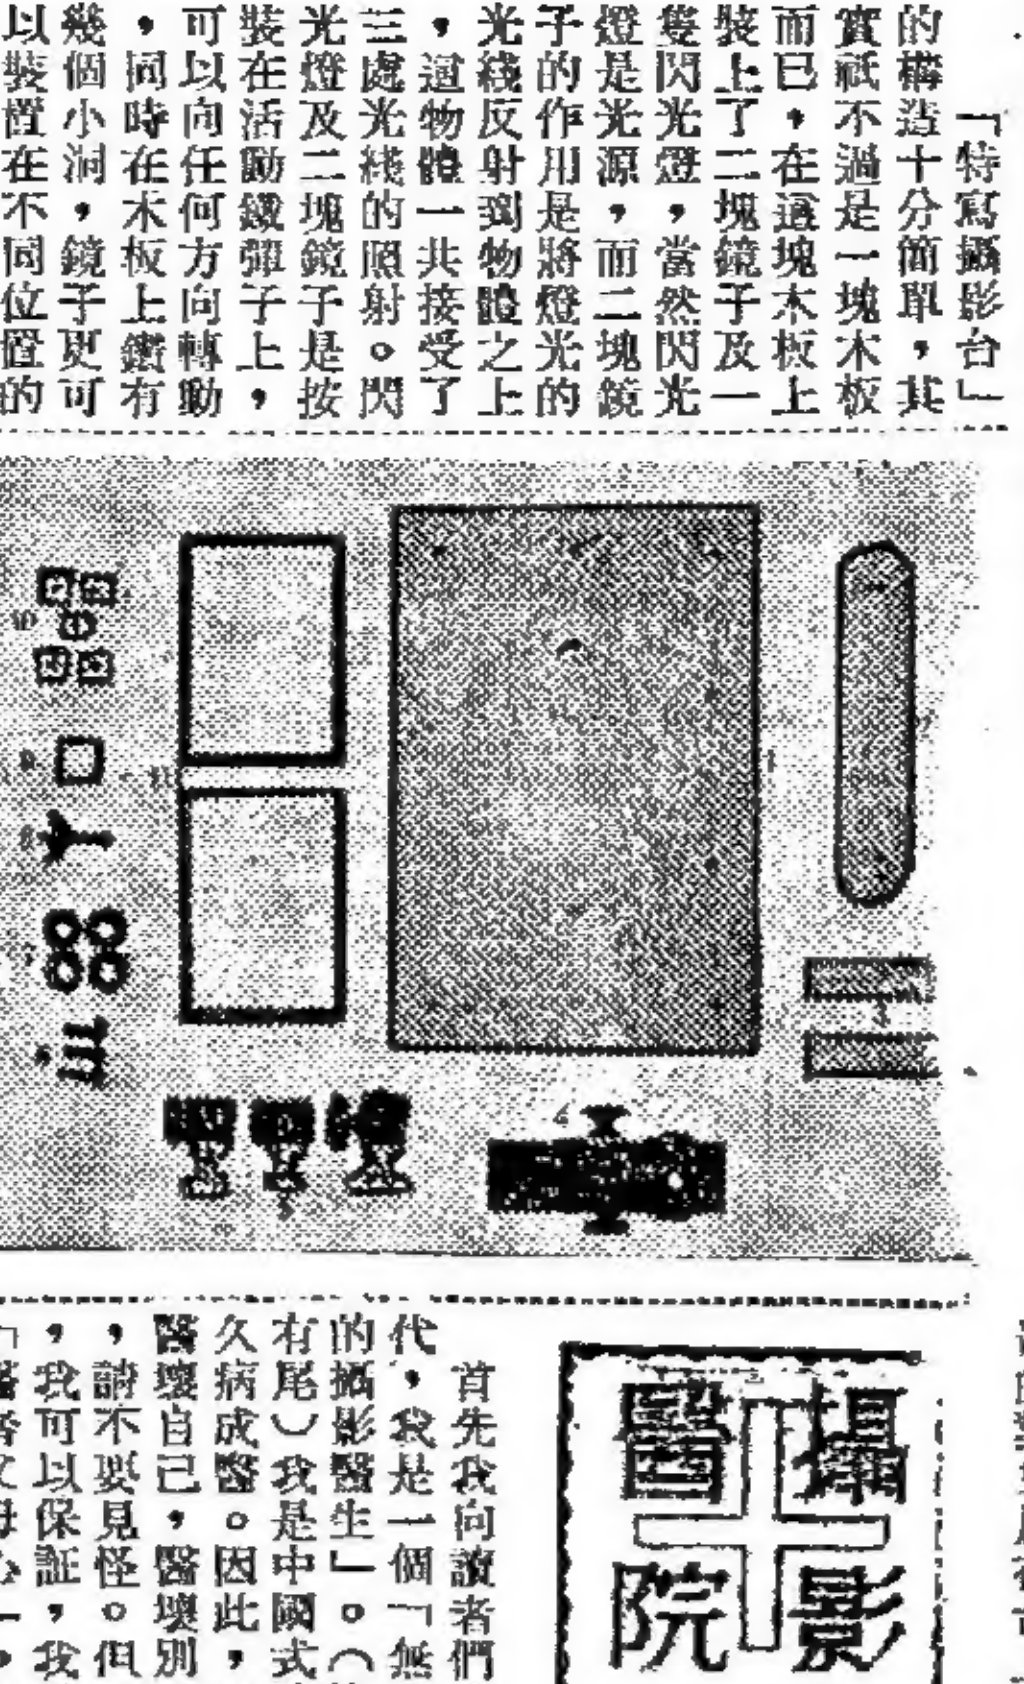 「特寫攝影台」
的構造十分簡單，其
實祇不過是一塊木板
而已，在這塊木板上
裝上了二塊鏡子及一
隻閃光燈，當然閃光
燈是光源，而二塊鏡
子的作用是將燈光的
光綫反射到物體之上
，這物體一共接受了
三處光綫的照射。閃
光燈及二塊鏡子是按
裝在活動鐵彈子上，
可以向任何方向轉動
，同時在木板上鑽有
幾個小洞，鏡子更可
以裝置在不同位置的
攝影
醫院
首先我向讀者們
代，我是一個「無
的攝影醫生」。（
有尾）我是中國式
久病成醫。因此，
醫壞自己，醫壞別
，請不要見怪。但
，我可以保証，我